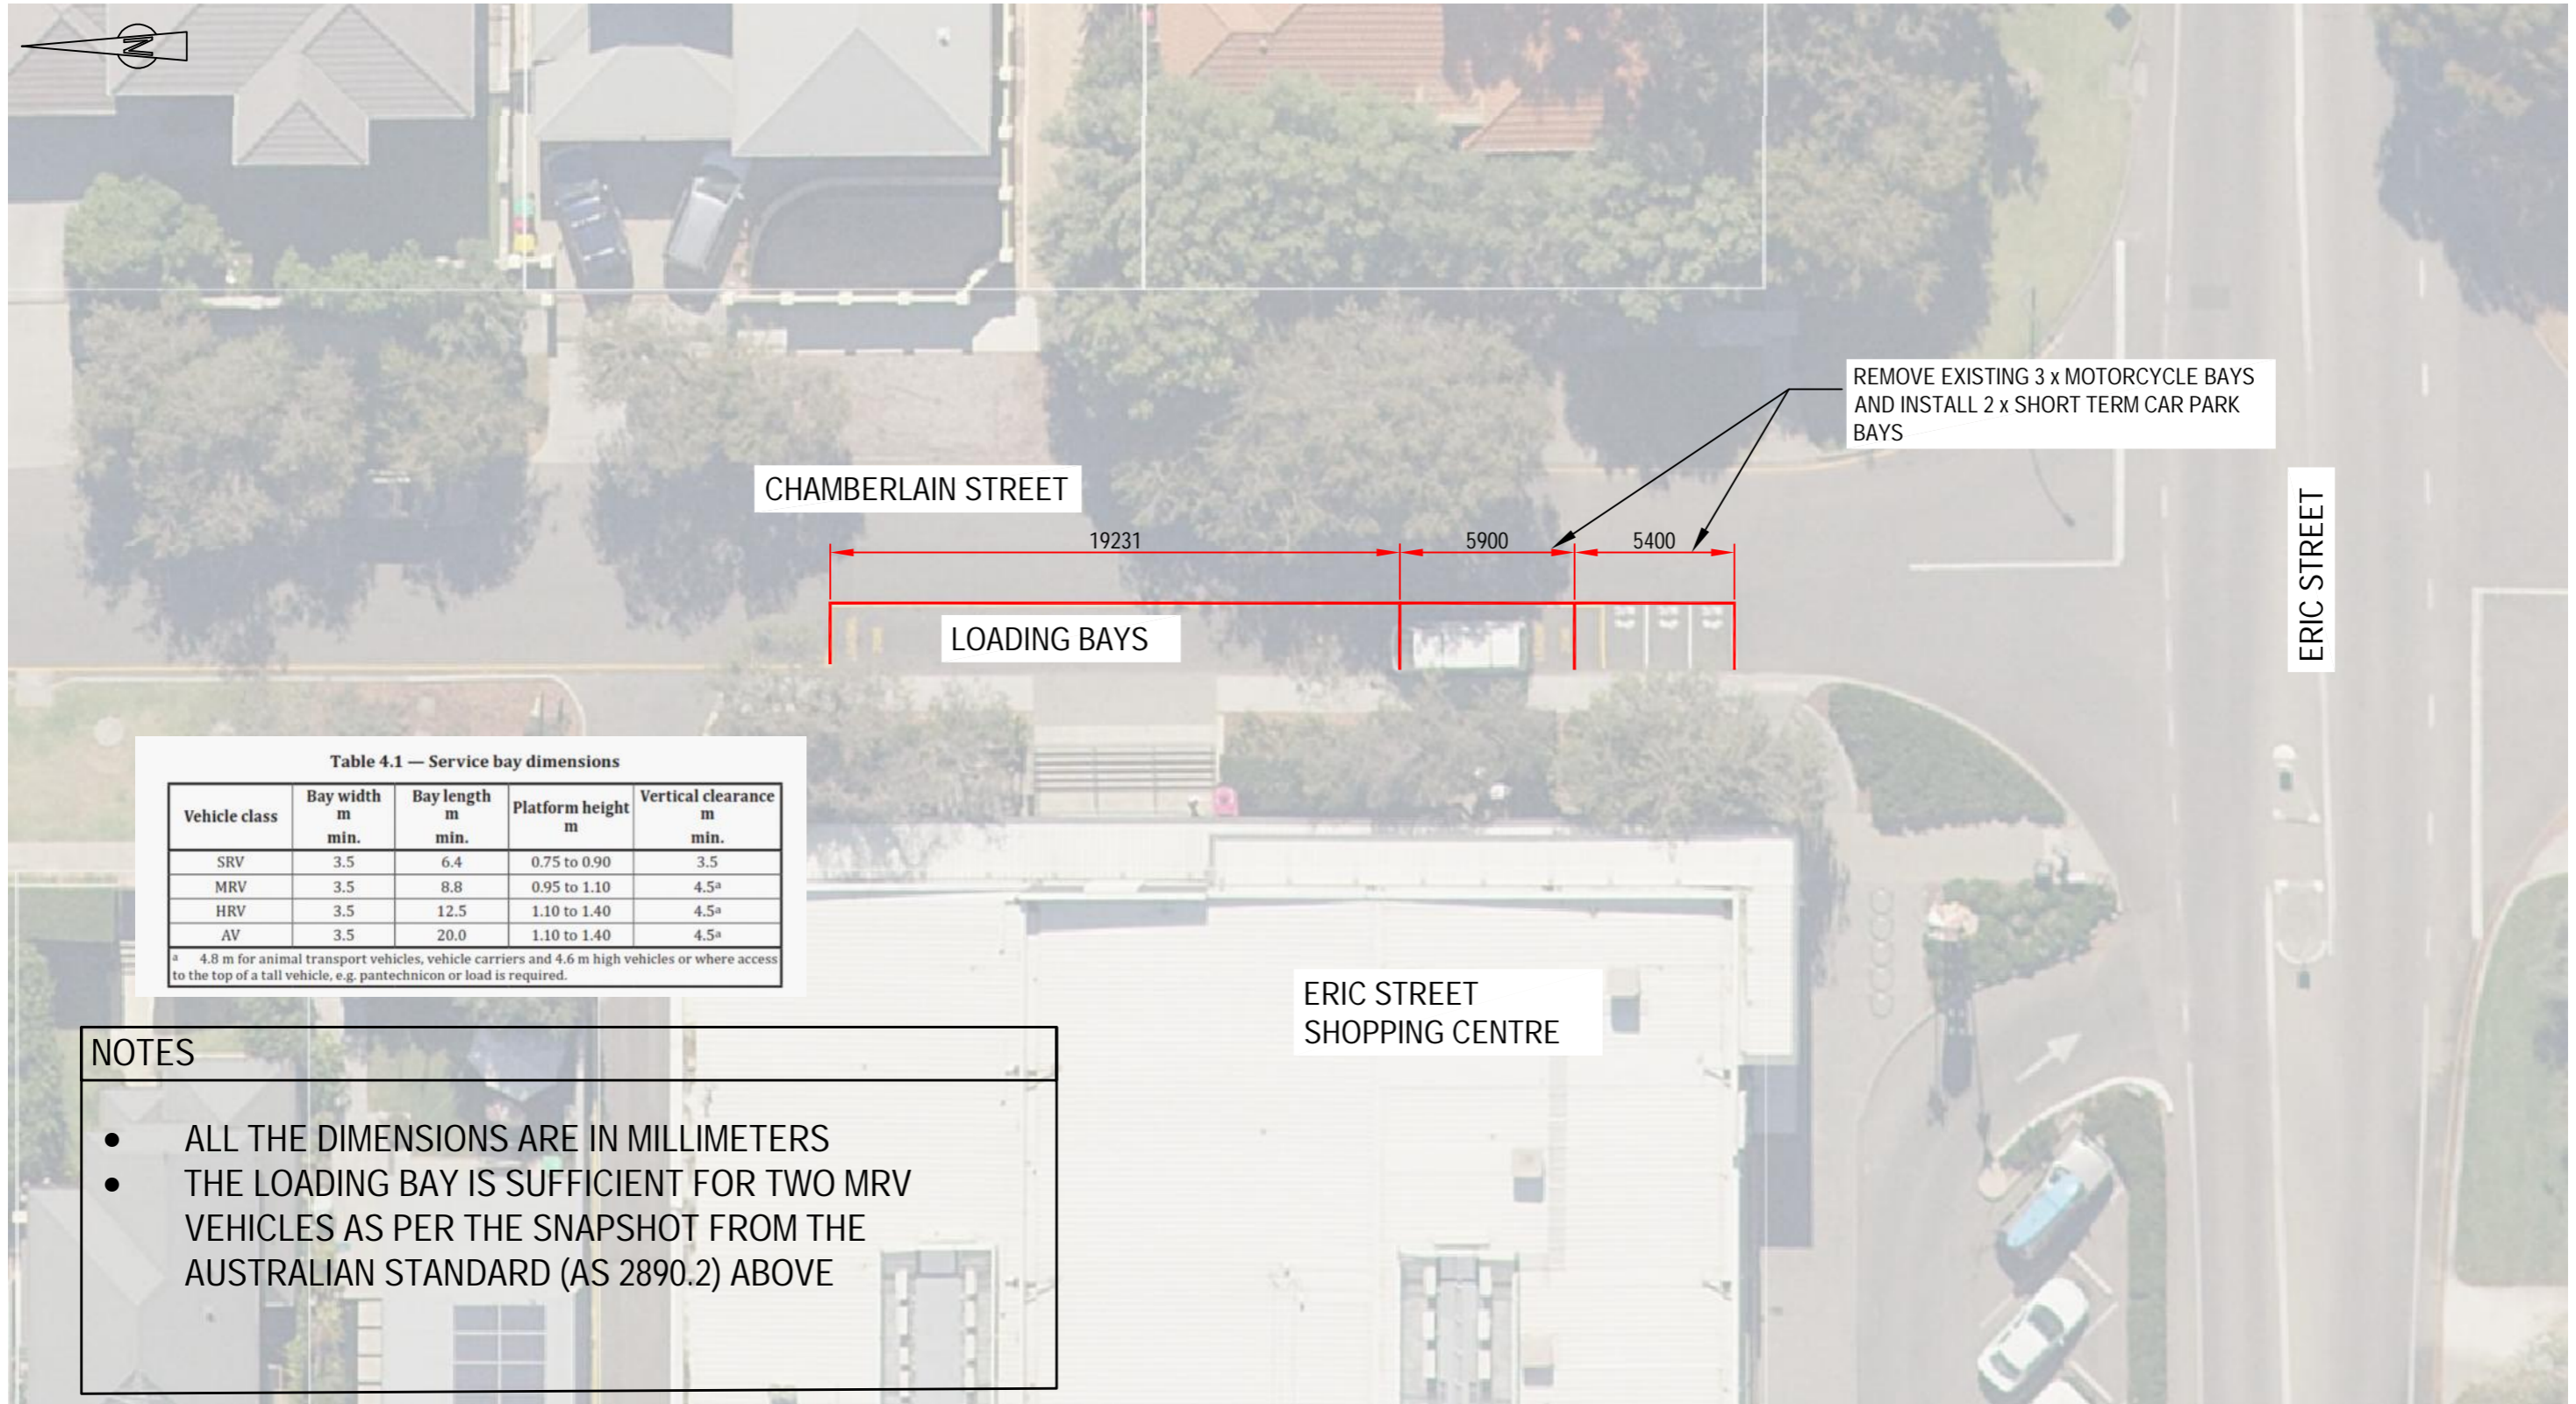 N
REMOVE EXISTING 3 x MOTORCYCLE BAYS
AND INSTALL 2 x SHORT TERM CAR PARK
BAYS
CHAMBERLAIN STREET
ERIC STREET
19231
5900
5400
LOADING BAYS
Table 4.1 — Service bay dimensions
Vehicle class | Bay width m min. | Bay length m min. | Platform height m | Vertical clearance m min.
SRV 3.5 6.4 0.75 to 0.90 3.5
MRV 3.5 8.8 0.95 to 1.10 4.5a
HRV 3.5 12.5 1.10 to 1.40 4.5a
AV 3.5 20.0 1.10 to 1.40 4.5a
a 4.8 m for animal transport vehicles, vehicle carriers and 4.6 m high vehicles or where access
to the top of a tall vehicle, e.g. pantechnicon or load is required.
ERIC STREET
SHOPPING CENTRE
NOTES
• ALL THE DIMENSIONS ARE IN MILLIMETERS
• THE LOADING BAY IS SUFFICIENT FOR TWO MRV
VEHICLES AS PER THE SNAPSHOT FROM THE
AUSTRALIAN STANDARD (AS 2890.2) ABOVE